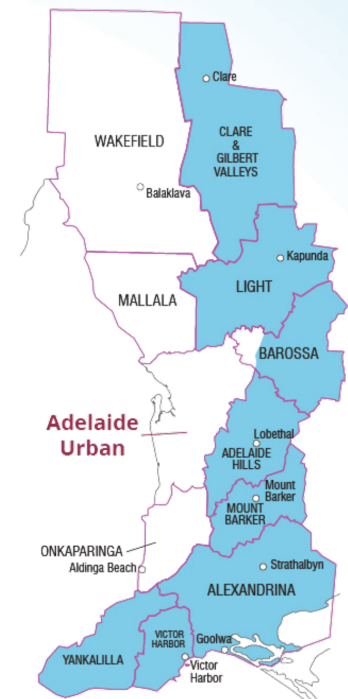 Clare
WAKEFIELD
CLARE
&
GILBERT
VALLEYS
Balaklava
Kapunda
LIGHT
MALLALA
BAROSSA
Adelaide
Urban
Lobethal
ADELAIDE
HILLS
Mount
Barker
MOUNT
BARKER
ONKAPARINGA
Aldinga Beach
Strathalbyn
ALEXANDRINA
VICTOR
HARBOR
Goolwa
YANKALILLA
Victor
Harbor